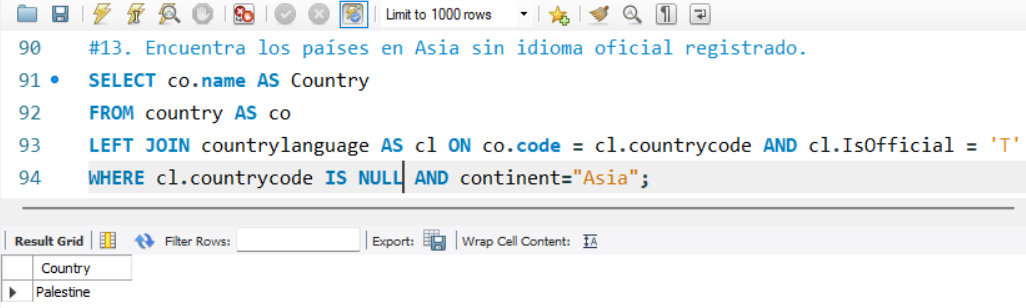 Limit to 1000 rows
90 #13. Encuentra los países en Asia sin idioma oficial registrado.
91 SELECT co.name AS Country
92 FROM country AS co
93 LEFT JOIN countrylanguage AS cl ON co.code = cl.countrycode AND cl.IsOfficial = 'T'
94 WHERE cl.countrycode IS NULL AND continent="Asia";
Result Grid Filter Rows: Export: Wrap Cell Content: IA
Country
Palestine